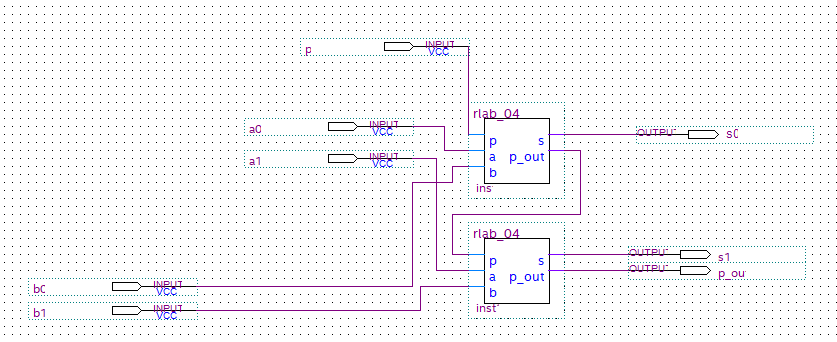 p INPUT
VCC
rlab_04
a0 INPUT
VCC
p s
OUTPUT s0
a1 INPUT
VCC
a p_out
b
inst
rlab_04
p s
OUTPUT s1
a p_out
OUTPUT p_ou
b
inst
b0 INPUT
VCC
b1 INPUT
VCC